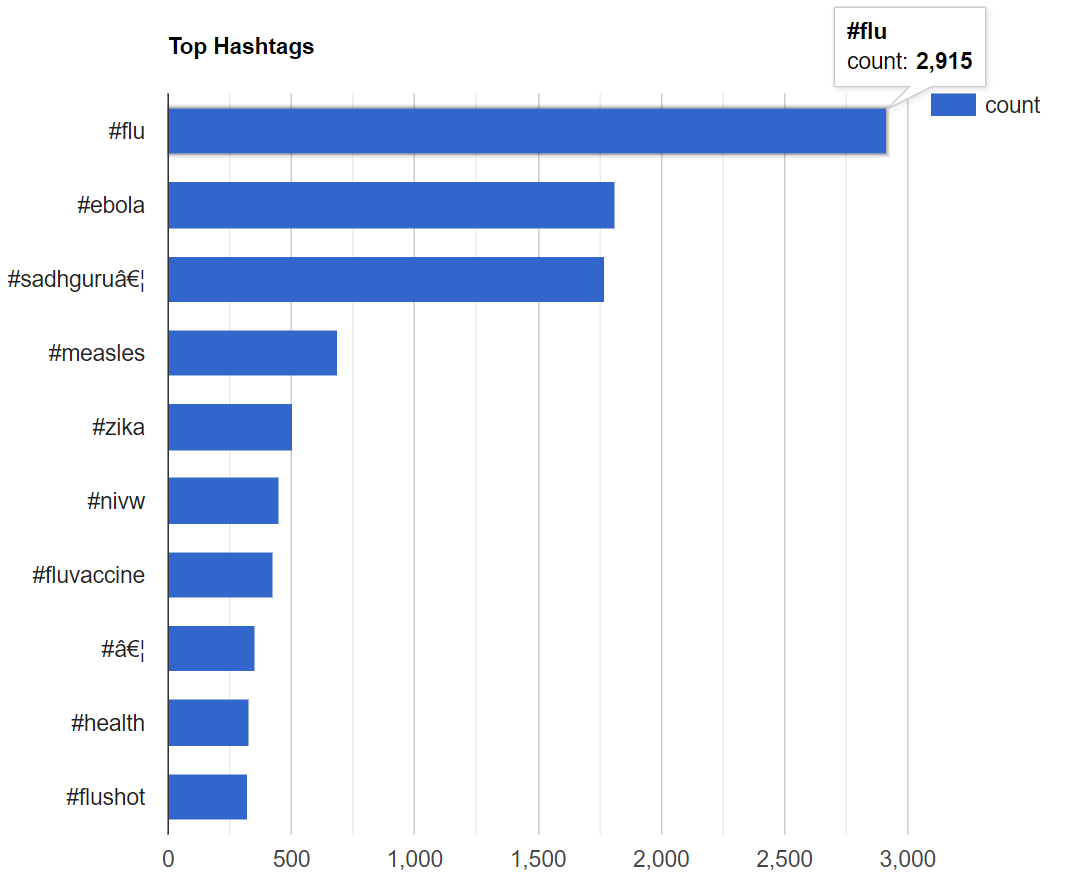 Top Hashtags
#flu
count: 2,915
count
#flu
#ebola
#sadhguruâ€¦
#measles
#zika
#nivw
#fluvaccine
#â€¦
#health
#flushot
0 500 1,000 1,500 2,000 2,500 3,000